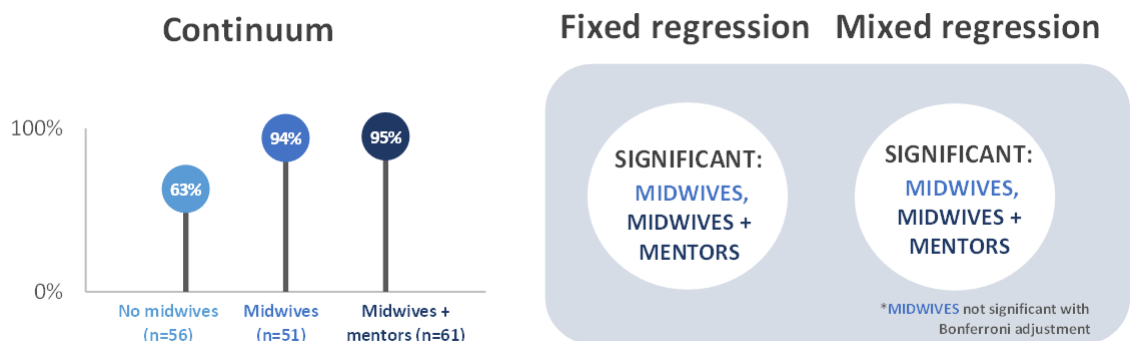 Continuum
100%
63%
94%
95%
0%
No midwives
(n=56)
Midwives
(n=51)
Midwives +
mentors (n=61)
Fixed regression
Mixed regression
SIGNIFICANT:
MIDWIVES,
MIDWIVES +
MENTORS
SIGNIFICANT:
MIDWIVES,
MIDWIVES +
MENTORS
*MIDWIVES not significant with
Bonferroni adjustment